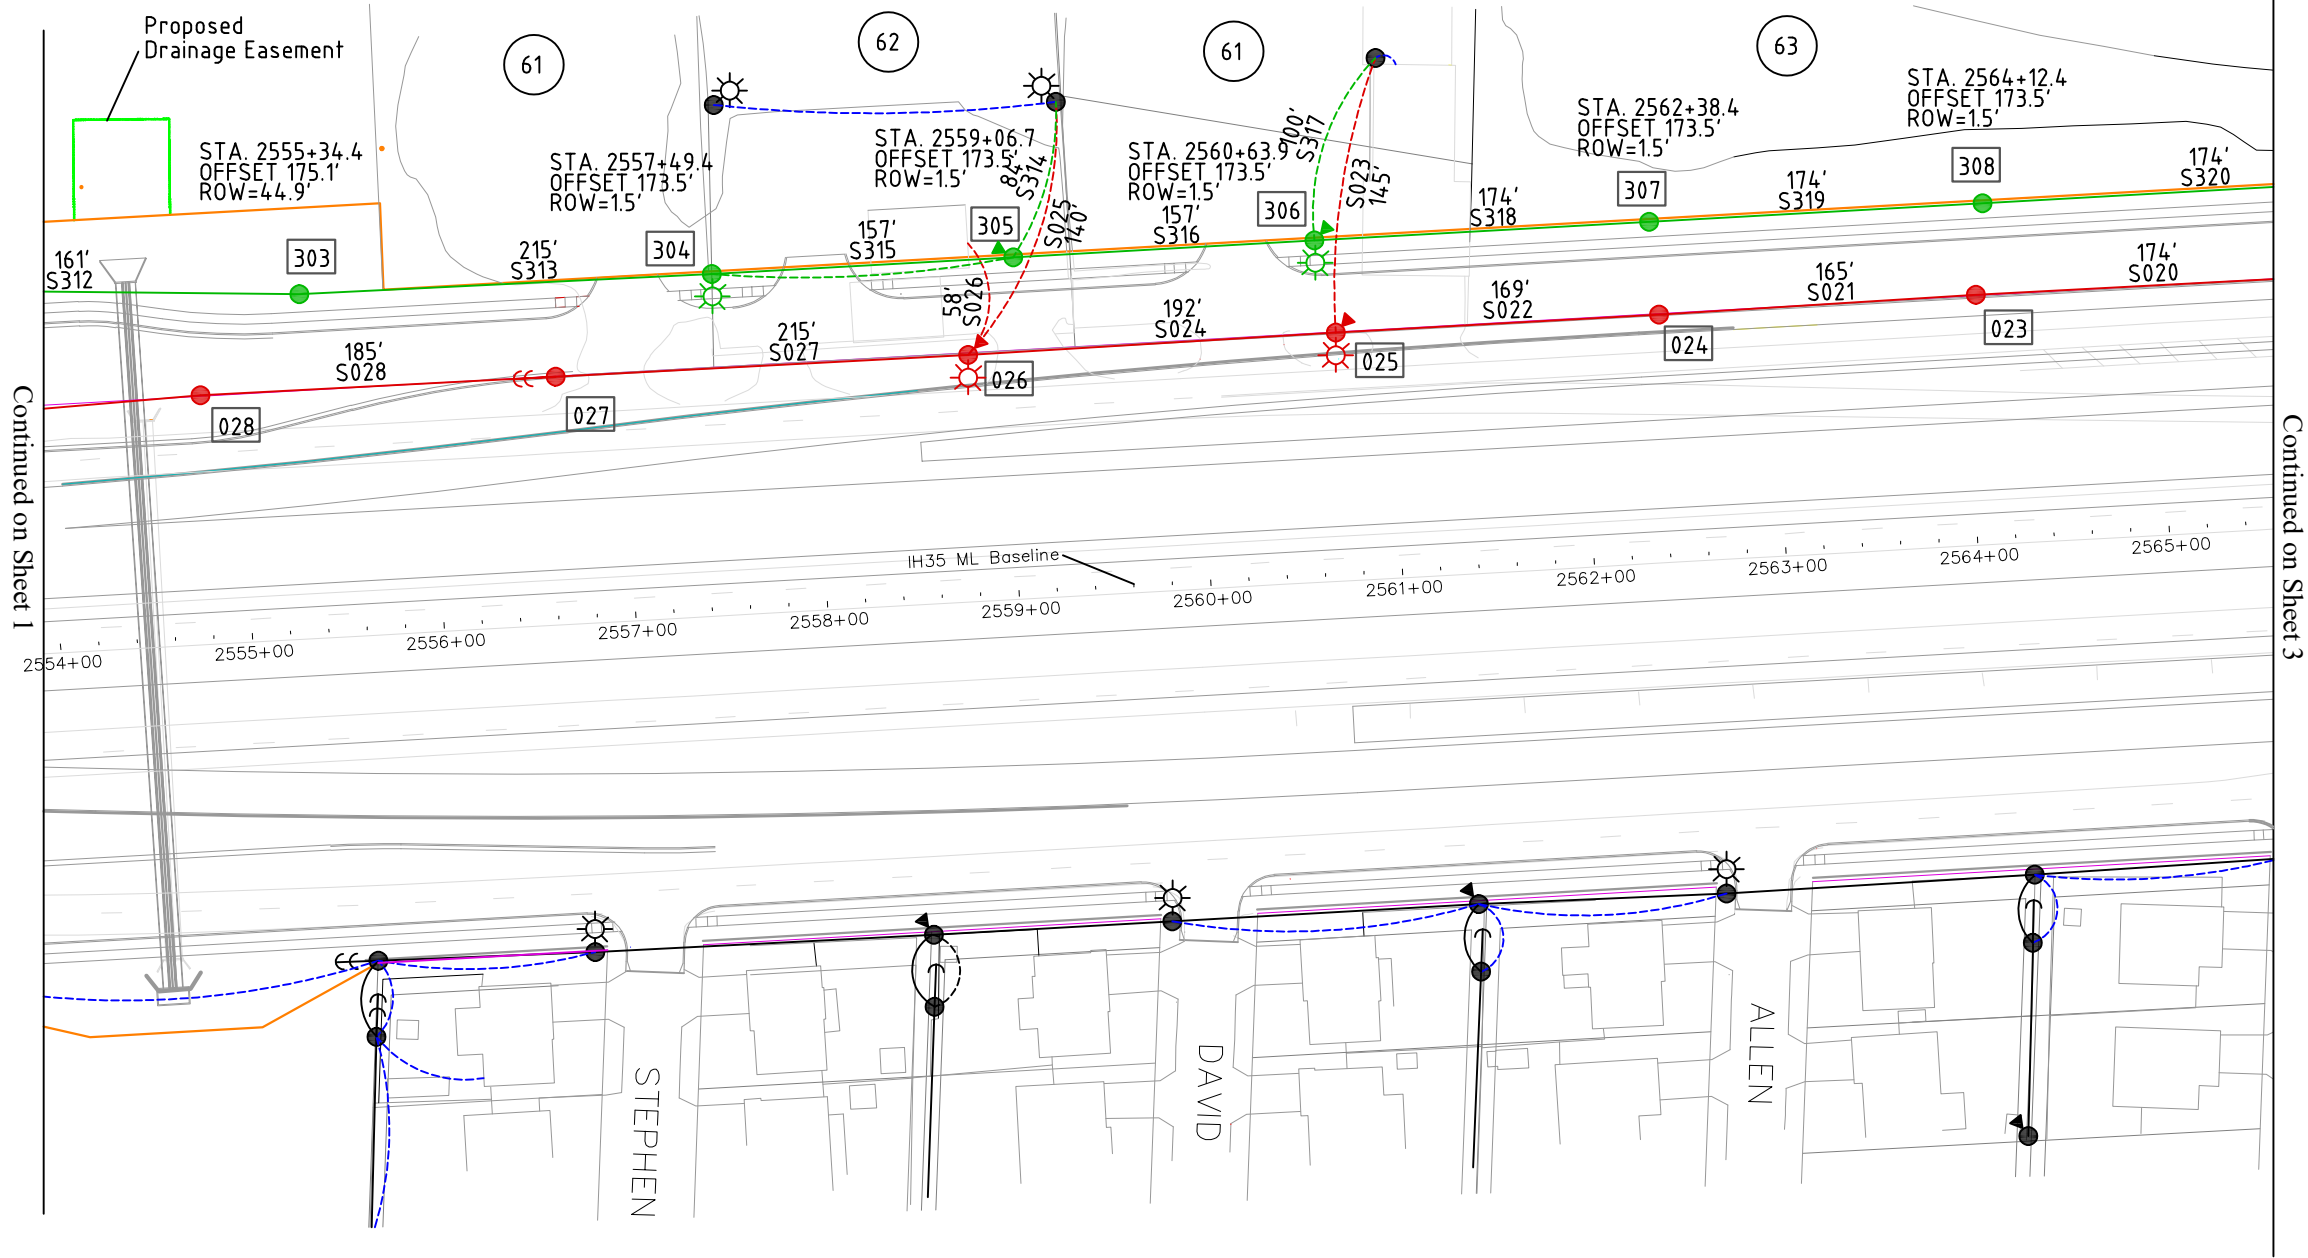 Proposed
Drainage Easement
61
62
61
63
STA. 2555+34.4
OFFSET 175.1'
ROW=44.9'
STA. 2557+49.4
OFFSET 173.5'
ROW=1.5'
STA. 2559+06.7
OFFSET 173.5'
ROW=1.5'
STA. 2560+63.9
OFFSET 173.5'
ROW=1.5'
STA. 2562+38.4
OFFSET 173.5'
ROW=1.5'
STA. 2564+12.4
OFFSET 173.5'
ROW=1.5'
84'
S314
100'
S317
S023
145'
S025
140'
58'
S026
161'
S312
303
215'
S313
304
157'
S315
305
157'
S316
306
174'
S318
307
174'
S319
308
174'
S320
185'
S028
028
027
215'
S027
026
192'
S024
025
169'
S022
024
165'
S021
023
174'
S020
Continued on Sheet 1
Continued on Sheet 3
IH35 ML Baseline
2554+00
2555+00
2556+00
2557+00
2558+00
2559+00
2560+00
2561+00
2562+00
2563+00
2564+00
2565+00
STEPHEN
DAVID
ALLEN